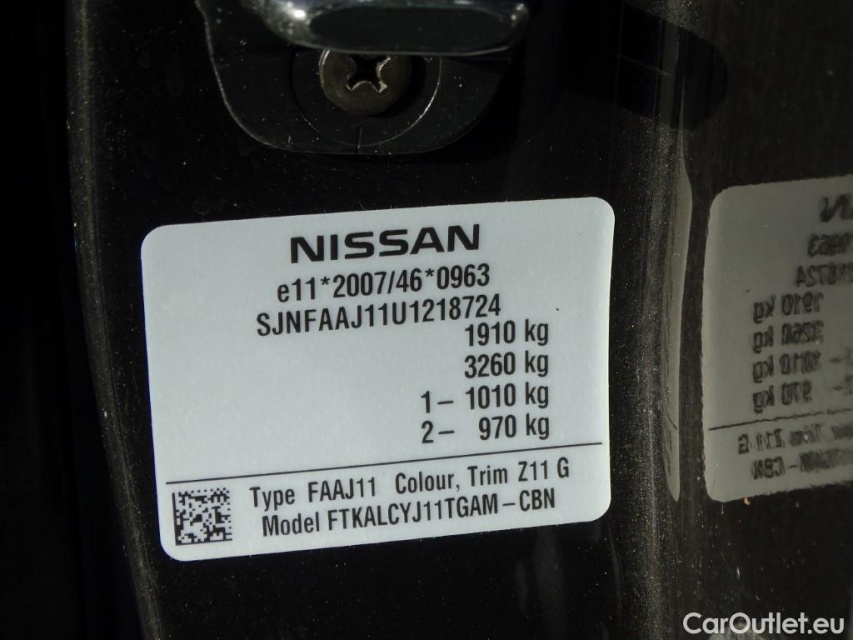 NISSAN
e11*2007/46*0963
SJNFAAJ11U1218724
1910 kg
3260 kg
1– 1010 kg
2– 970 kg
Type FAAJ11 Colour, Trim Z11 G
Model FTKALCYJ11TGAM–CBN
CarOutlet.eu